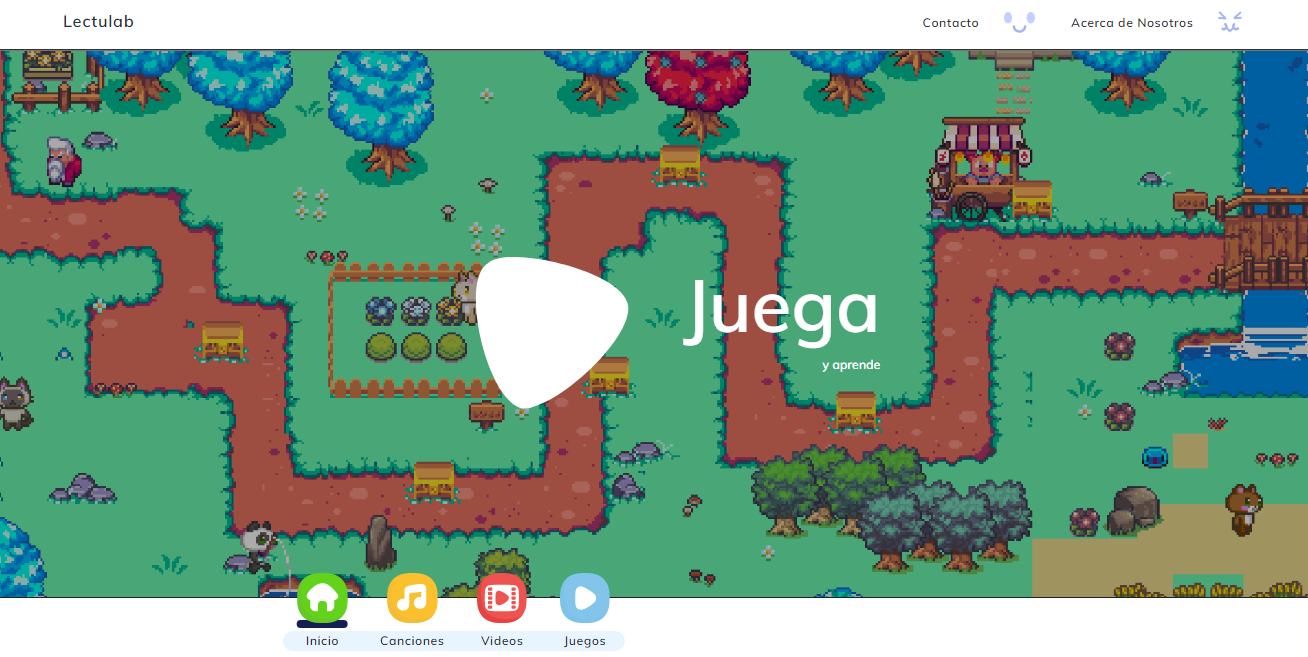 Lectulab
Contacto
Acerca de Nosotros
Juega
y aprende
Inicio
Canciones
Videos
Juegos